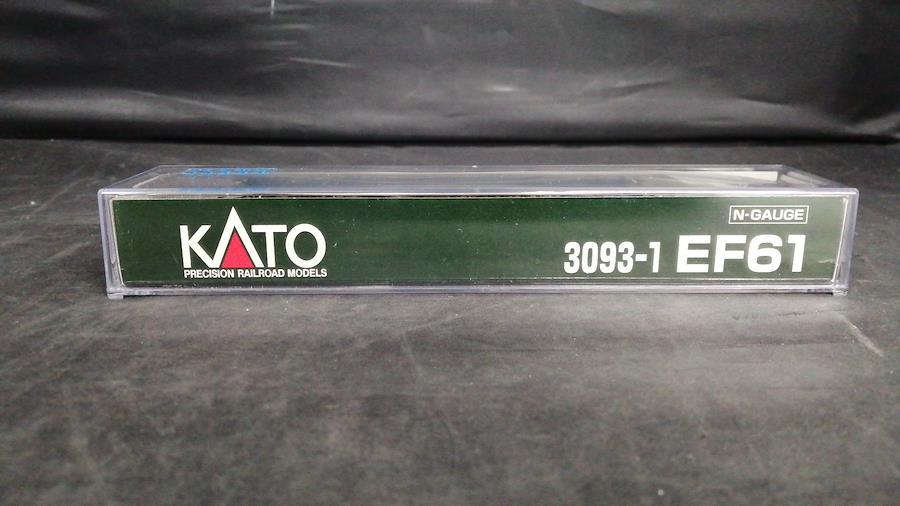 KATO
PRECISION RAILROAD MODELS
N-GAUGE
3093-1 EF61